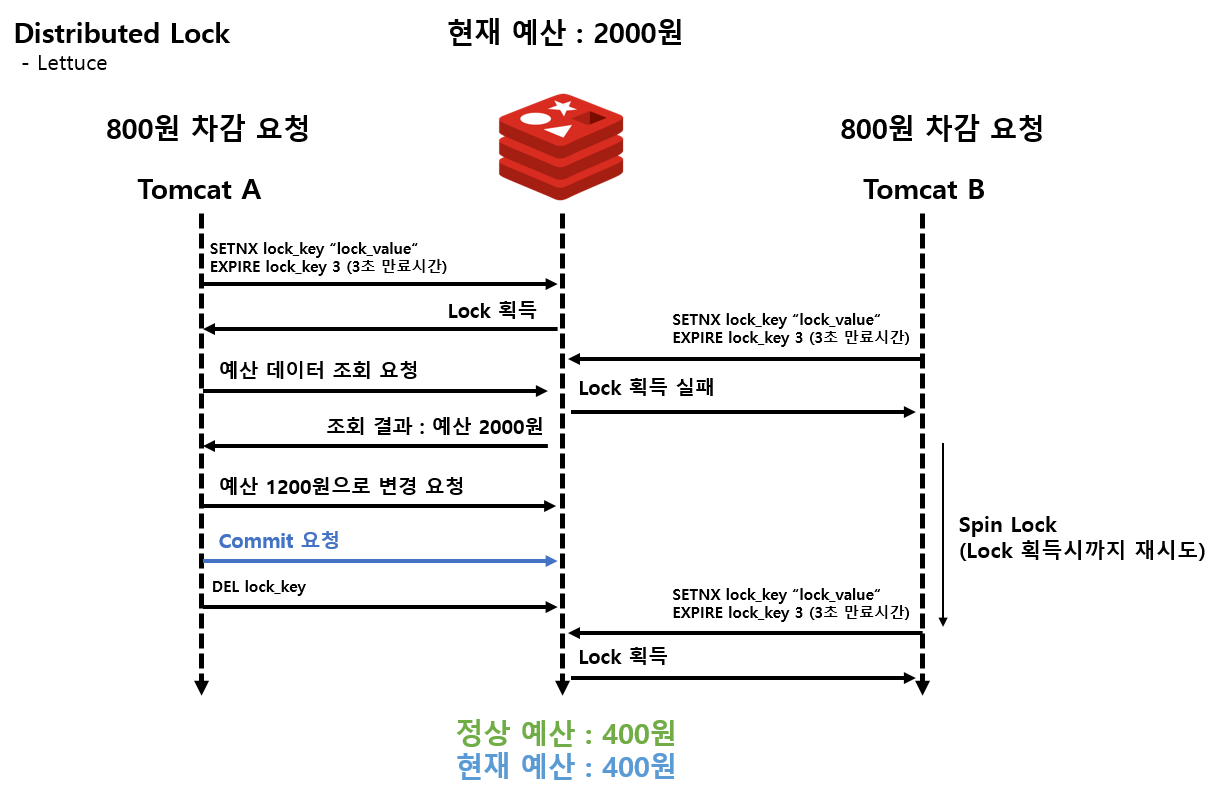 Distributed Lock
- Lettuce
현재 예산 : 2000원
800원 차감 요청
800원 차감 요청
Tomcat A
Tomcat B
SETNX lock_key “lock_value“
EXPIRE lock_key 3 (3초 만료시간)
Lock 획득
SETNX lock_key “lock_value“
EXPIRE lock_key 3 (3초 만료시간)
예산 데이터 조회 요청
Lock 획득 실패
조회 결과 : 예산 2000원
예산 1200원으로 변경 요청
Spin Lock
(Lock 획득시까지 재시도)
Commit 요청
DEL lock_key
SETNX lock_key “lock_value“
EXPIRE lock_key 3 (3초 만료시간)
Lock 획득
정상 예산 : 400원
현재 예산 : 400원